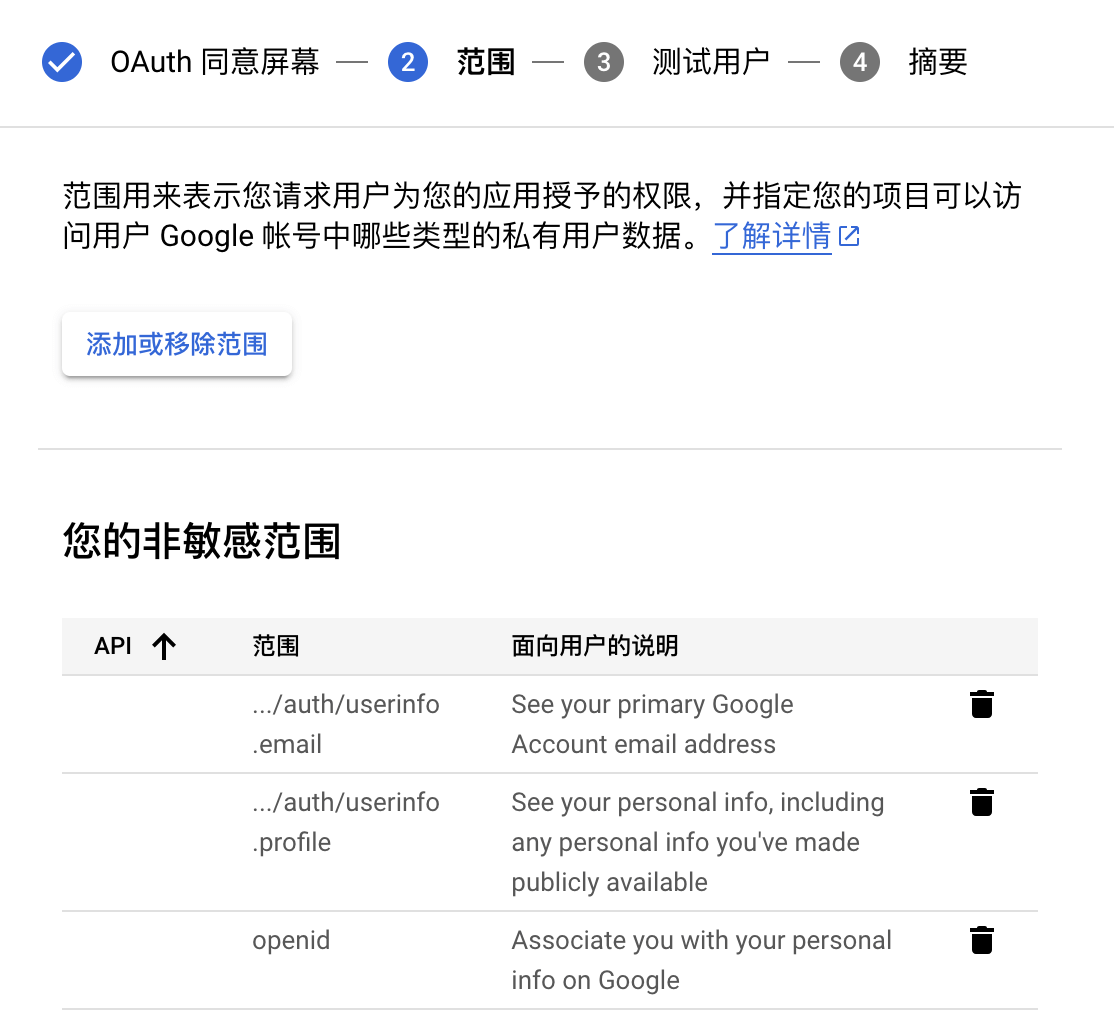 OAuth 同意屏幕 2 范围 3 测试用户 4 摘要
范围用来表示您请求用户为您的应用授予的权限，并指定您的项目可以访
问用户 Google 帐号中哪些类型的私有用户数据。了解详情
添加或移除范围
您的非敏感范围
API 范围 面向用户的说明
.../auth/userinfo See your primary Google
.email Account email address
.../auth/userinfo See your personal info, including
.profile any personal info you've made
publicly available
openid Associate you with your personal
info on Google